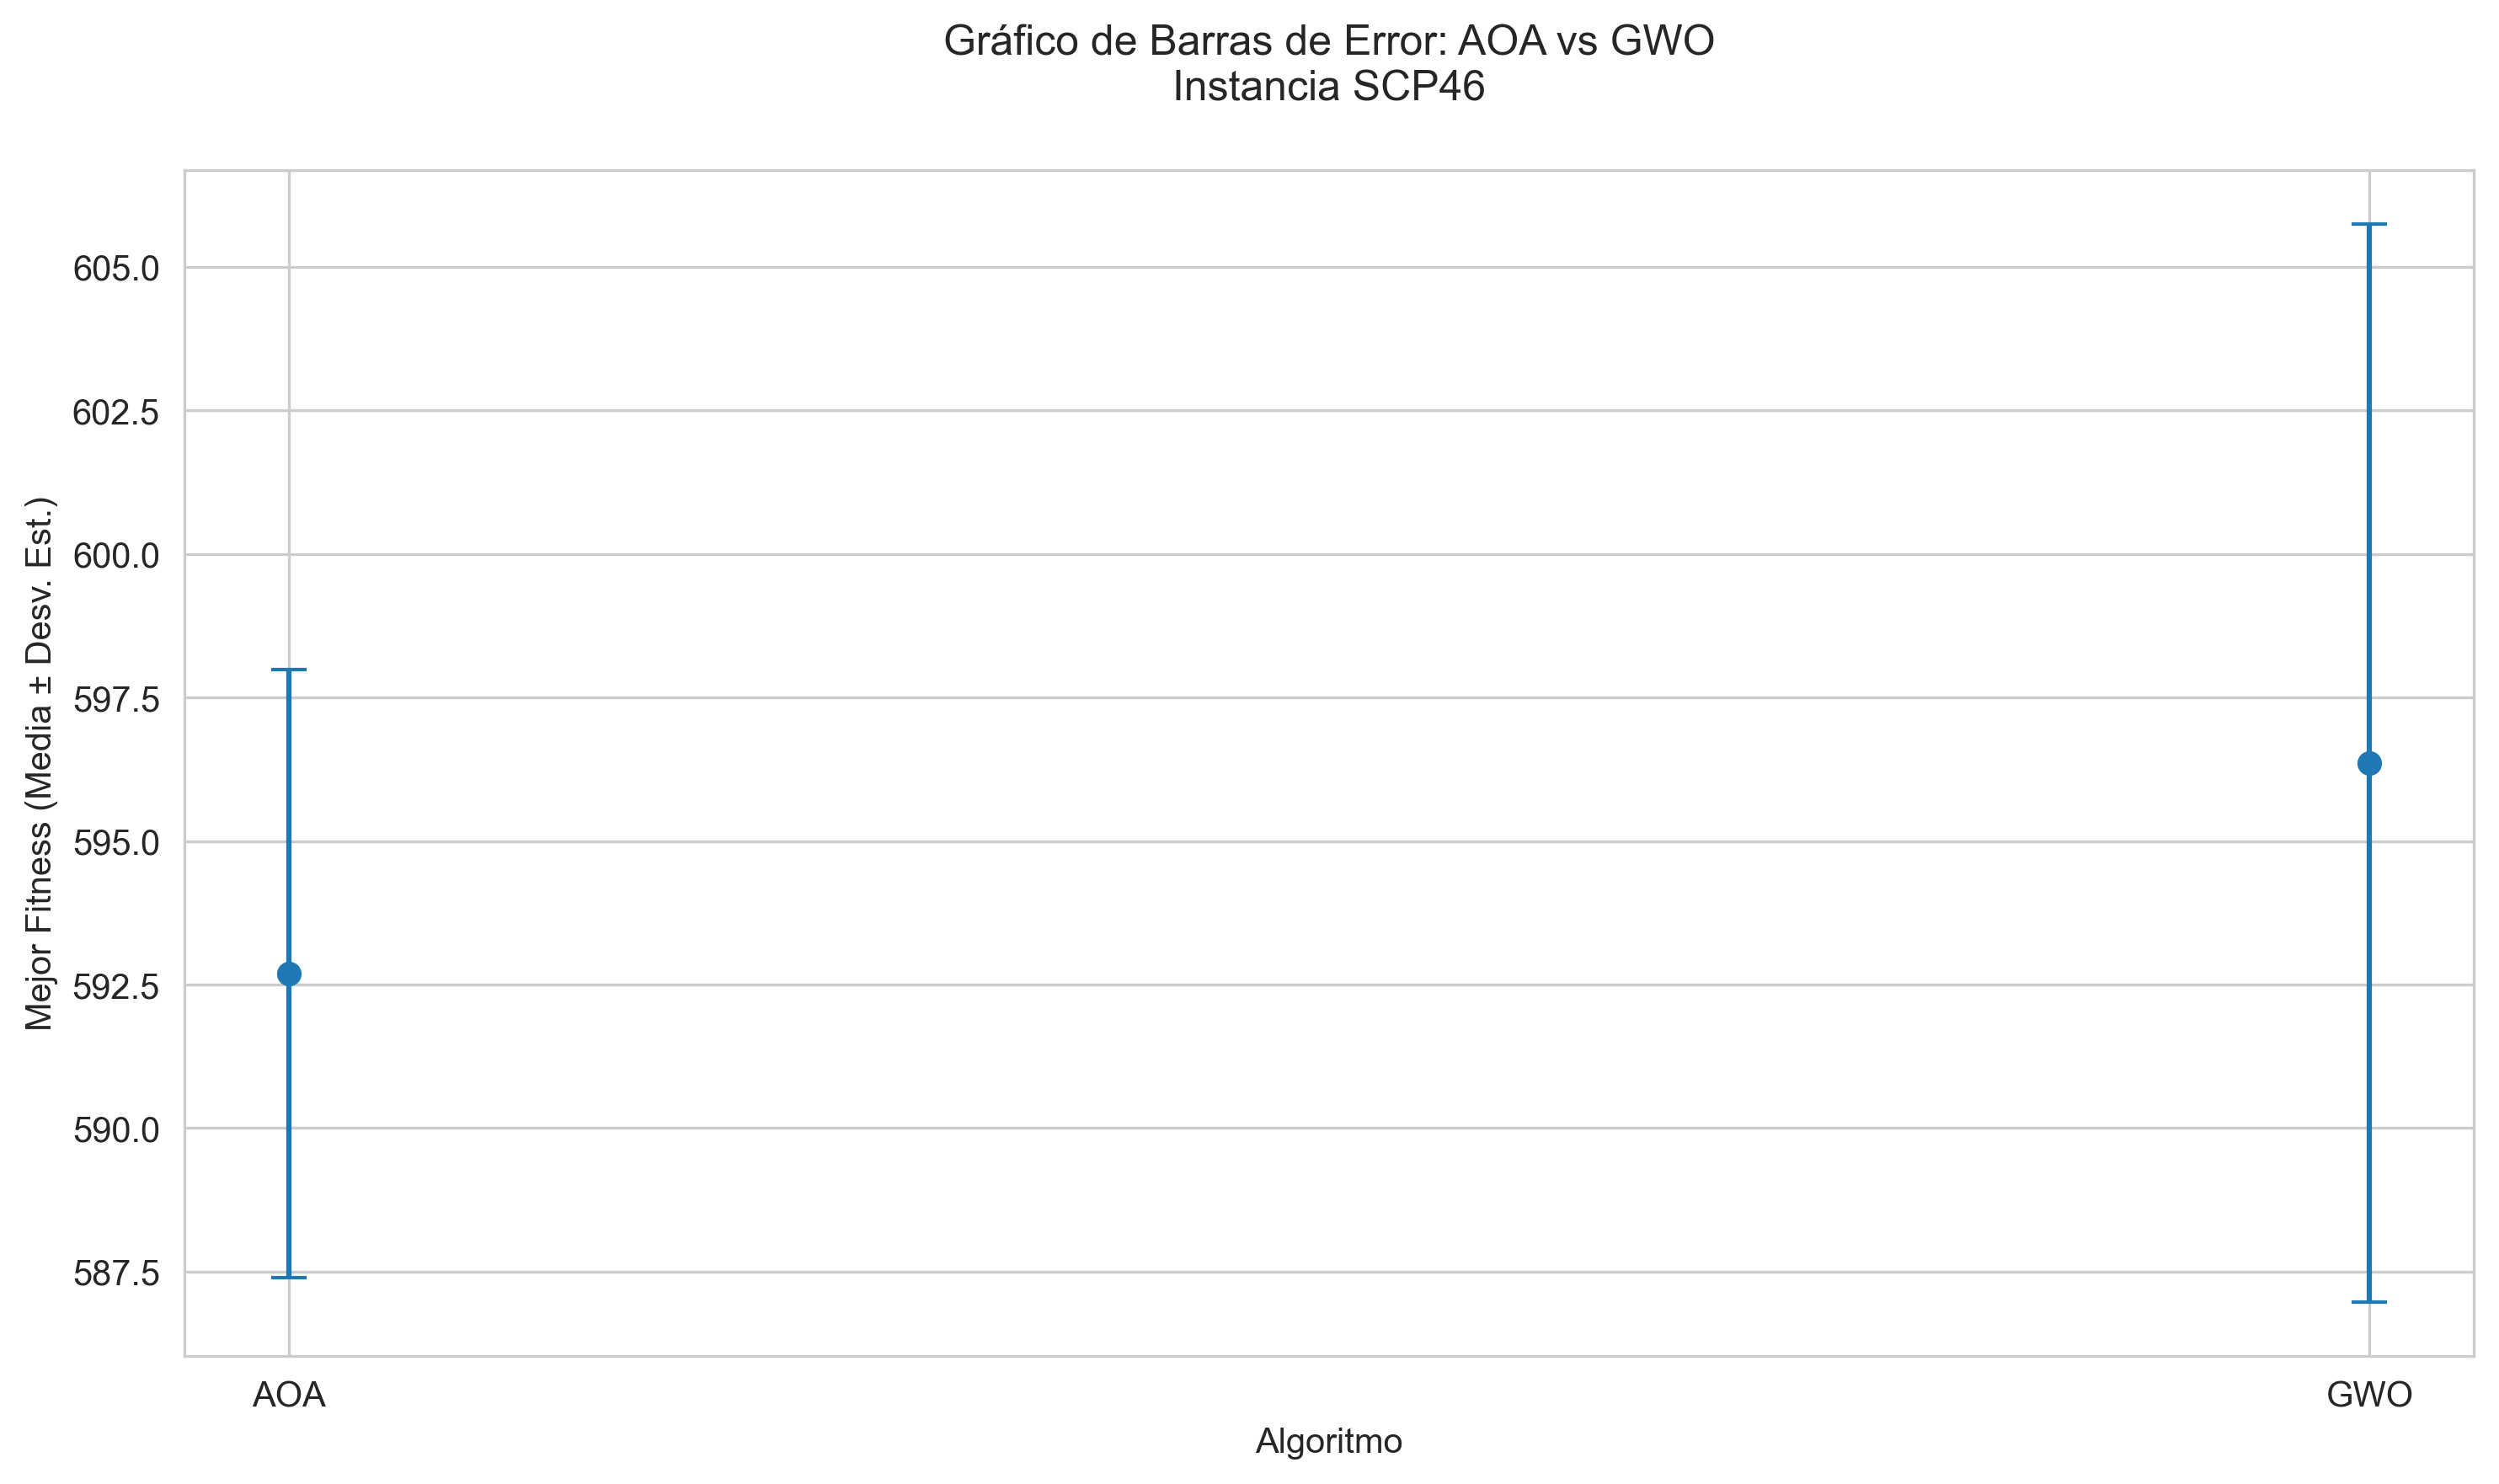 Gráfico de Barras de Error: AOA vs GWO
Instancia SCP46
Mejor Fitness (Media ± Desv. Est.)
605.0
602.5
600.0
597.5
595.0
592.5
590.0
587.5
AOA
GWO
Algoritmo